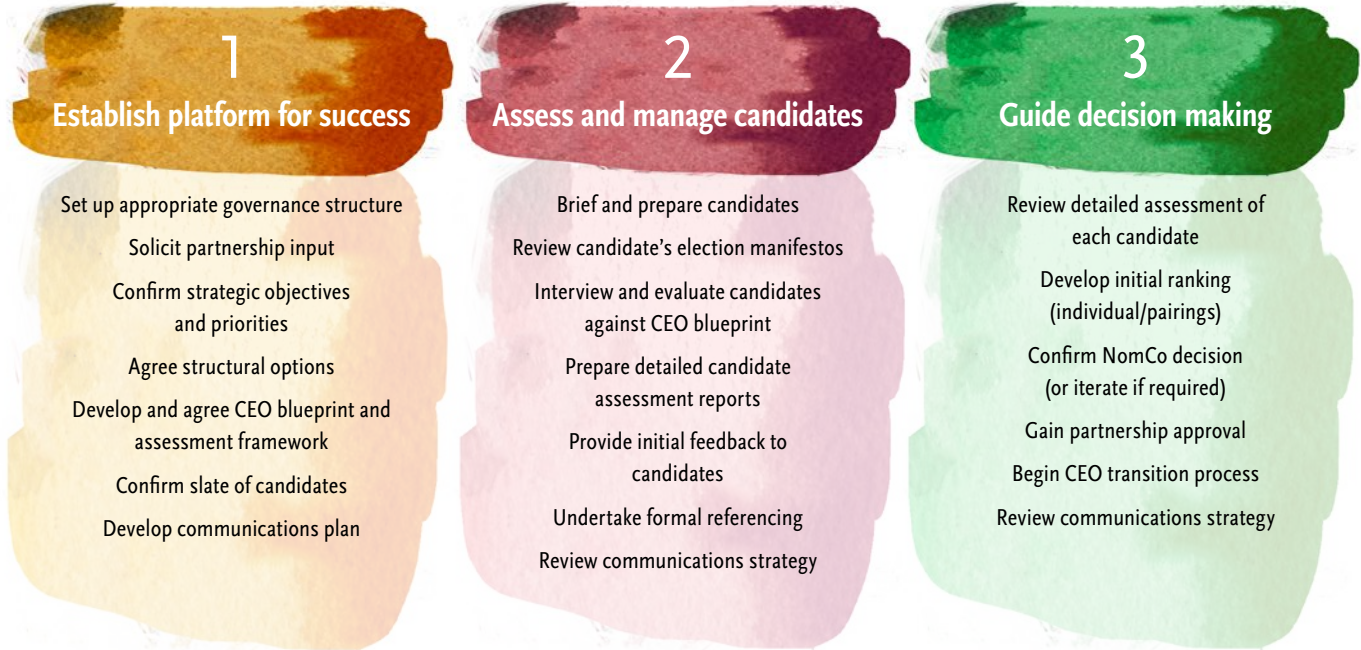 1
Establish platform for success
Set up appropriate governance structure
Solicit partnership input
Confirm strategic objectives
and priorities
Agree structural options
Develop and agree CEO blueprint and
assessment framework
Confirm slate of candidates
Develop communications plan
2
Assess and manage candidates
Brief and prepare candidates
Review candidate’s election manifestos
Interview and evaluate candidates
against CEO blueprint
Prepare detailed candidate
assessment reports
Provide initial feedback to
candidates
Undertake formal referencing
Review communications strategy
3
Guide decision making
Review detailed assessment of
each candidate
Develop initial ranking
(individual/pairings)
Confirm NomCo decision
(or iterate if required)
Gain partnership approval
Begin CEO transition process
Review communications strategy